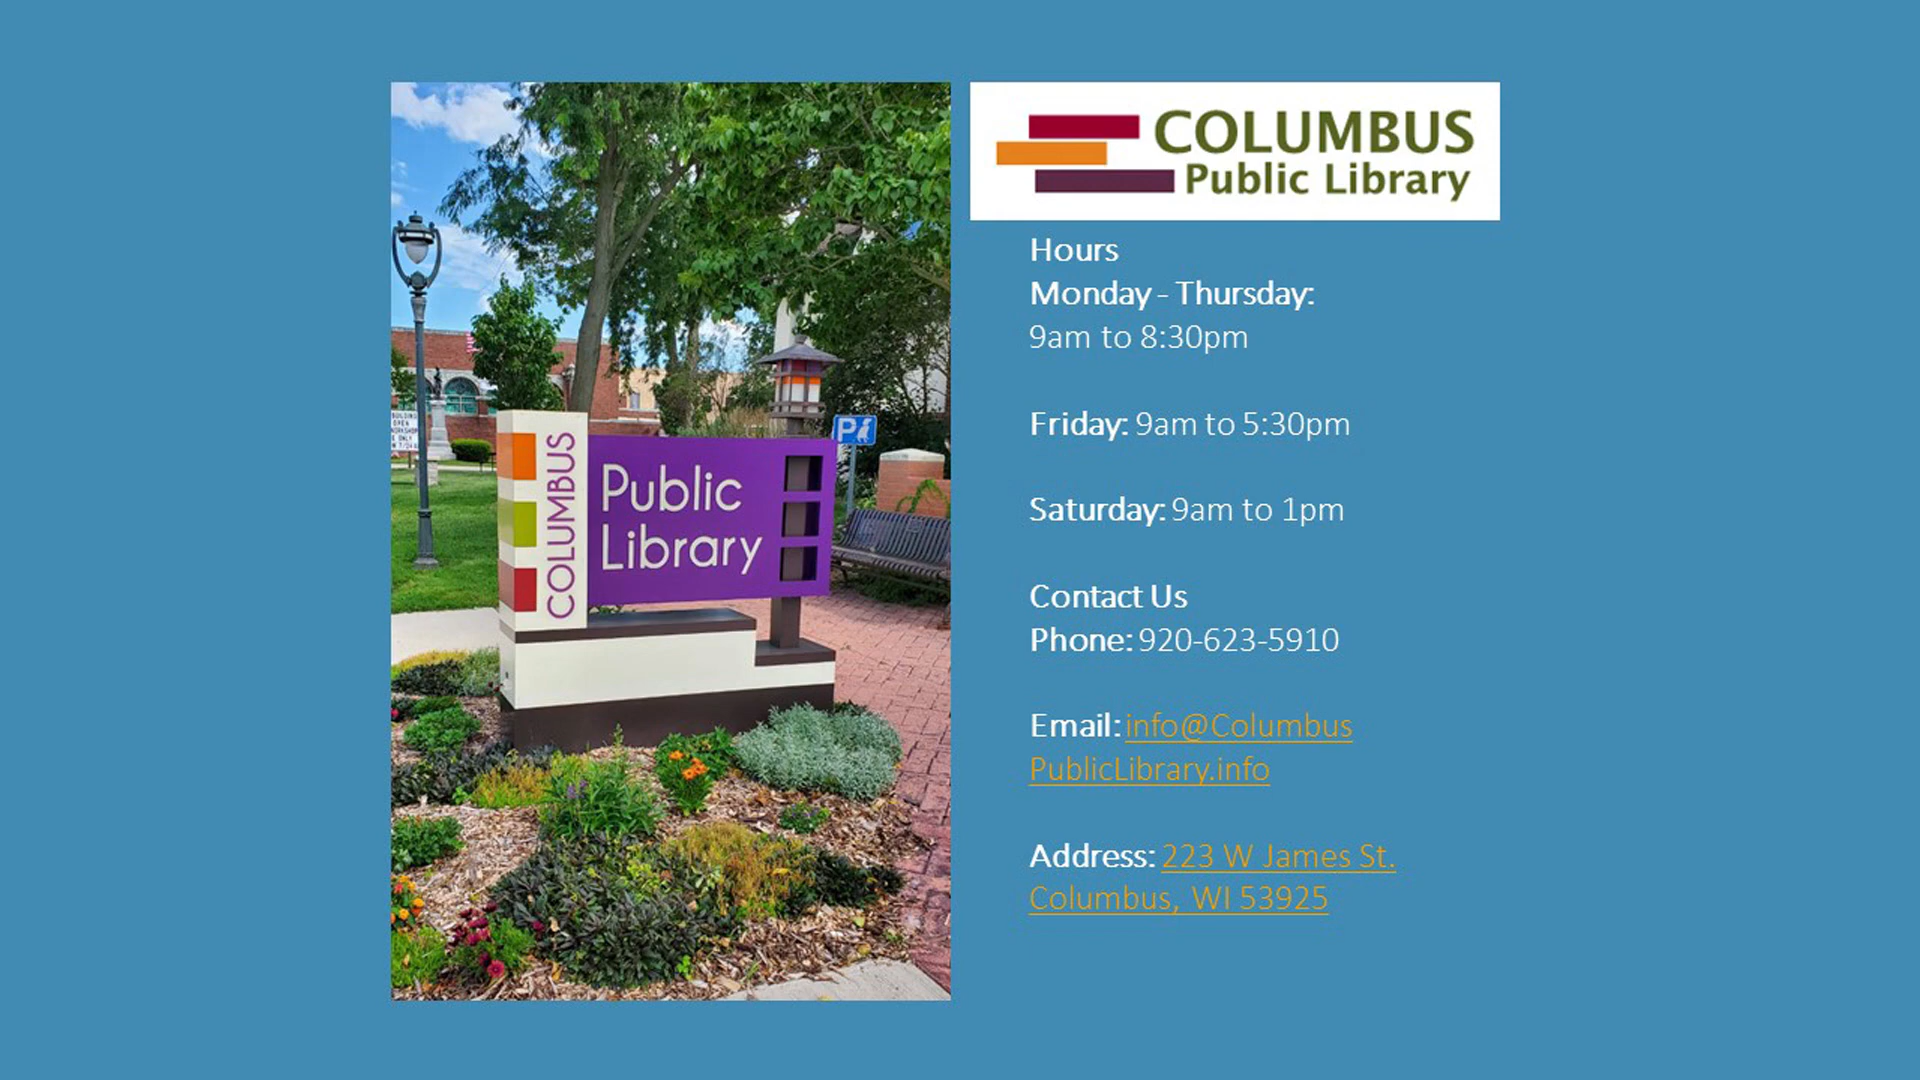 COLUMBUS
Public Library
Hours
Monday - Thursday:
9am to 8:30pm
Friday: 9am to 5:30pm
Saturday: 9am to 1pm
Contact Us
Phone: 920-623-5910
Email: info@Columbus
PublicLibrary.info
Address: 223 W James St.
Columbus, WI 53925
COLUMBUS
Public
Library
P
BUILDING
OPEN